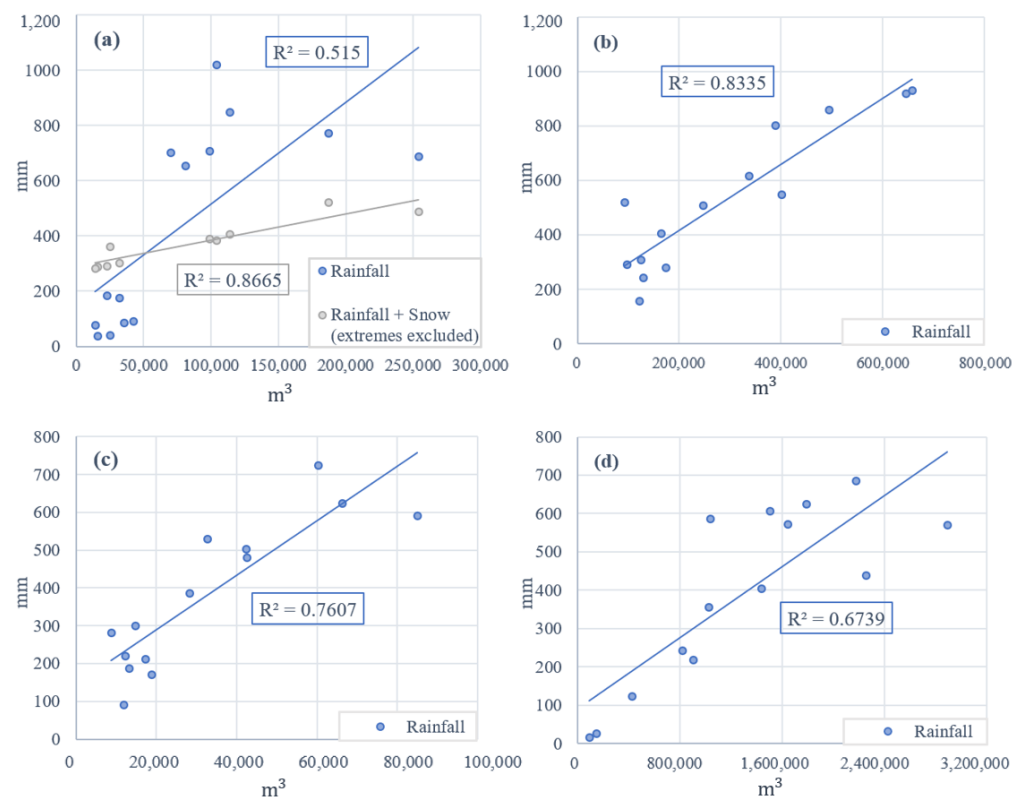 1,200
(a)
R² = 0.515
1000
800
mm
600
400
R² = 0.8665
Rainfall
200
Rainfall + Snow
(extremes excluded)
0
0 50,000 100,000 150,000 200,000 250,000 300,000
m³
1,200
(b)
1000
R² = 0.8335
800
mm
600
400
200
Rainfall
0
0 200,000 400,000 600,000 800,000
m³
800
(c)
700
600
500
mm
400
R² = 0.7607
300
200
100
Rainfall
0
0 20,000 40,000 60,000 80,000 100,000
m³
800
(d)
700
600
500
mm
400
R² = 0.6739
300
200
100
Rainfall
0
0 800,000 1,600,000 2,400,000 3,200,000
m³